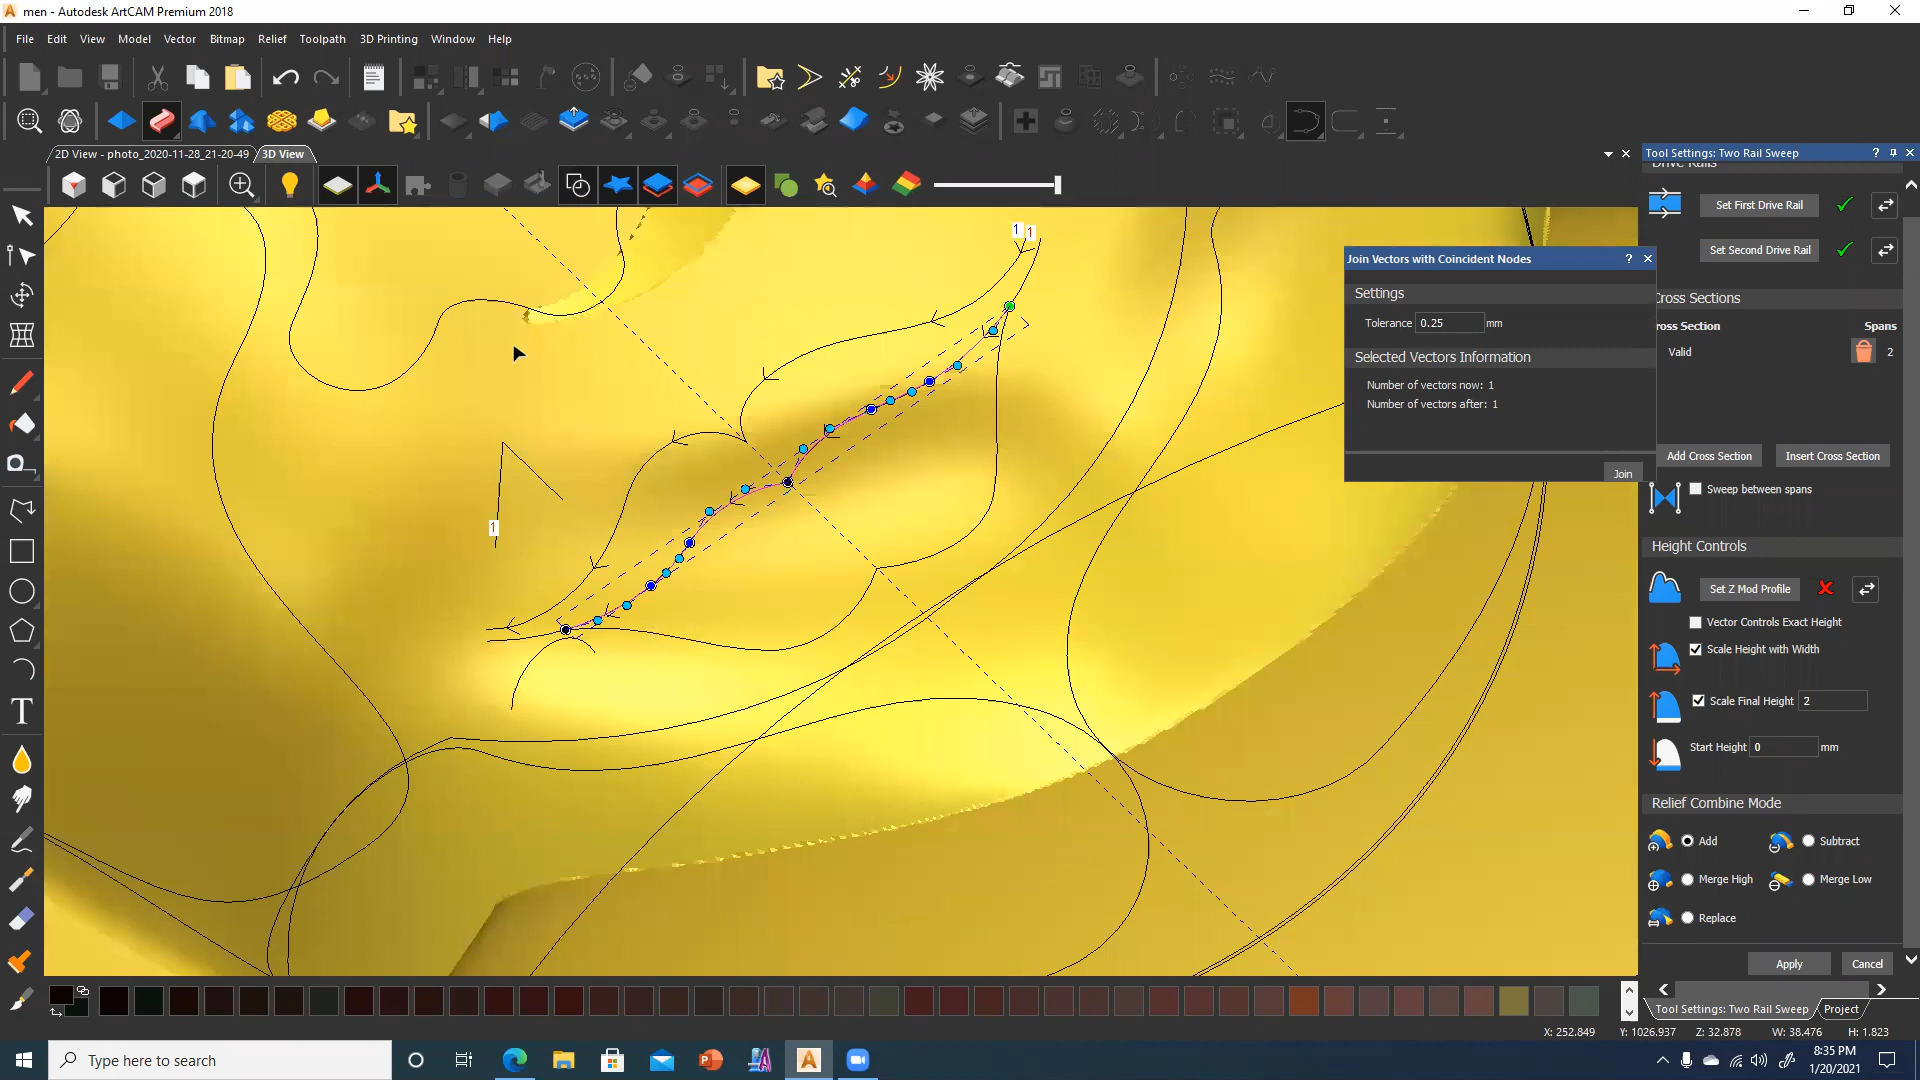 men - Autodesk ArtCAM Premium 2018
File Edit View Model Vector Bitmap Relief Toolpath 3D Printing Window Help
2D View - photo_2020-11-28_21-20-49 3D View
Tool Settings: Two Rail Sweep
Drive Rails
Set First Drive Rail
Set Second Drive Rail
1 1
1
Join Vectors with Coincident Nodes
Settings
Tolerance 0.25 mm
Selected Vectors Information
Number of vectors now: 1
Number of vectors after: 1
Join
Cross Sections
ross Section Spans
Valid 2
Add Cross Section Insert Cross Section
Sweep between spans
Height Controls
Set Z Mod Profile
Vector Controls Exact Height
Scale Height with Width
Scale Final Height 2
Start Height 0 mm
Relief Combine Mode
Add Subtract
Merge High Merge Low
Replace
Apply Cancel
Tool Settings: Two Rail Sweep Project
X: 252.849 Y: 1026.937 Z: 32.878 W: 38.476 H: 1.823
Type here to search
8:35 PM
1/20/2021